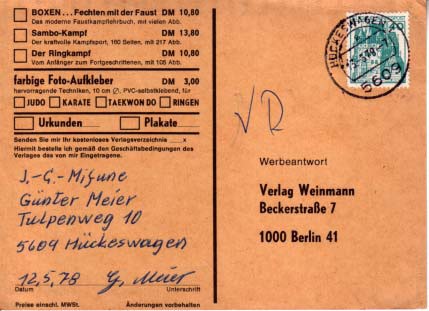 BOXEN...Fechten mit der Faust DM 10,80
Das moderne Faustkampflehrbuch, mit vielen Abb.
Sambo-Kampf DM 13,80
Der kraftvolle Kampfsport, 160 Seiten, mit 217 Abb.
Der Ringkampf DM 10,80
Vom Anfänger zum Fortgeschrittenen, mit 105 Abb.
farbige Foto-Aufkleber DM 3,00
hervorragende Techniken, 10 cm Ø, PVC-selbstklebend, für
JUDO KARATE TAEKWON DO RINGEN
Urkunden Plakate
Senden Sie mir Ihr kostenloses Verlagsverzeichnis ....x
Hiermit bestelle ich gemäß den Geschäftsbedingungen des
Verlages das von mir Eingetragene.
J.-C.-Mifune
Günter Meier
Tulpenweg 10
5609 Hückeswagen
12.5.78 G. Meier
Datum Unterschrift
Preise einschl. MWSt. Änderungen vorbehalten
HÜCKESWAGEN
5609
VD
Werbeantwort
Verlag Weinmann
Beckerstraße 7
1000 Berlin 41